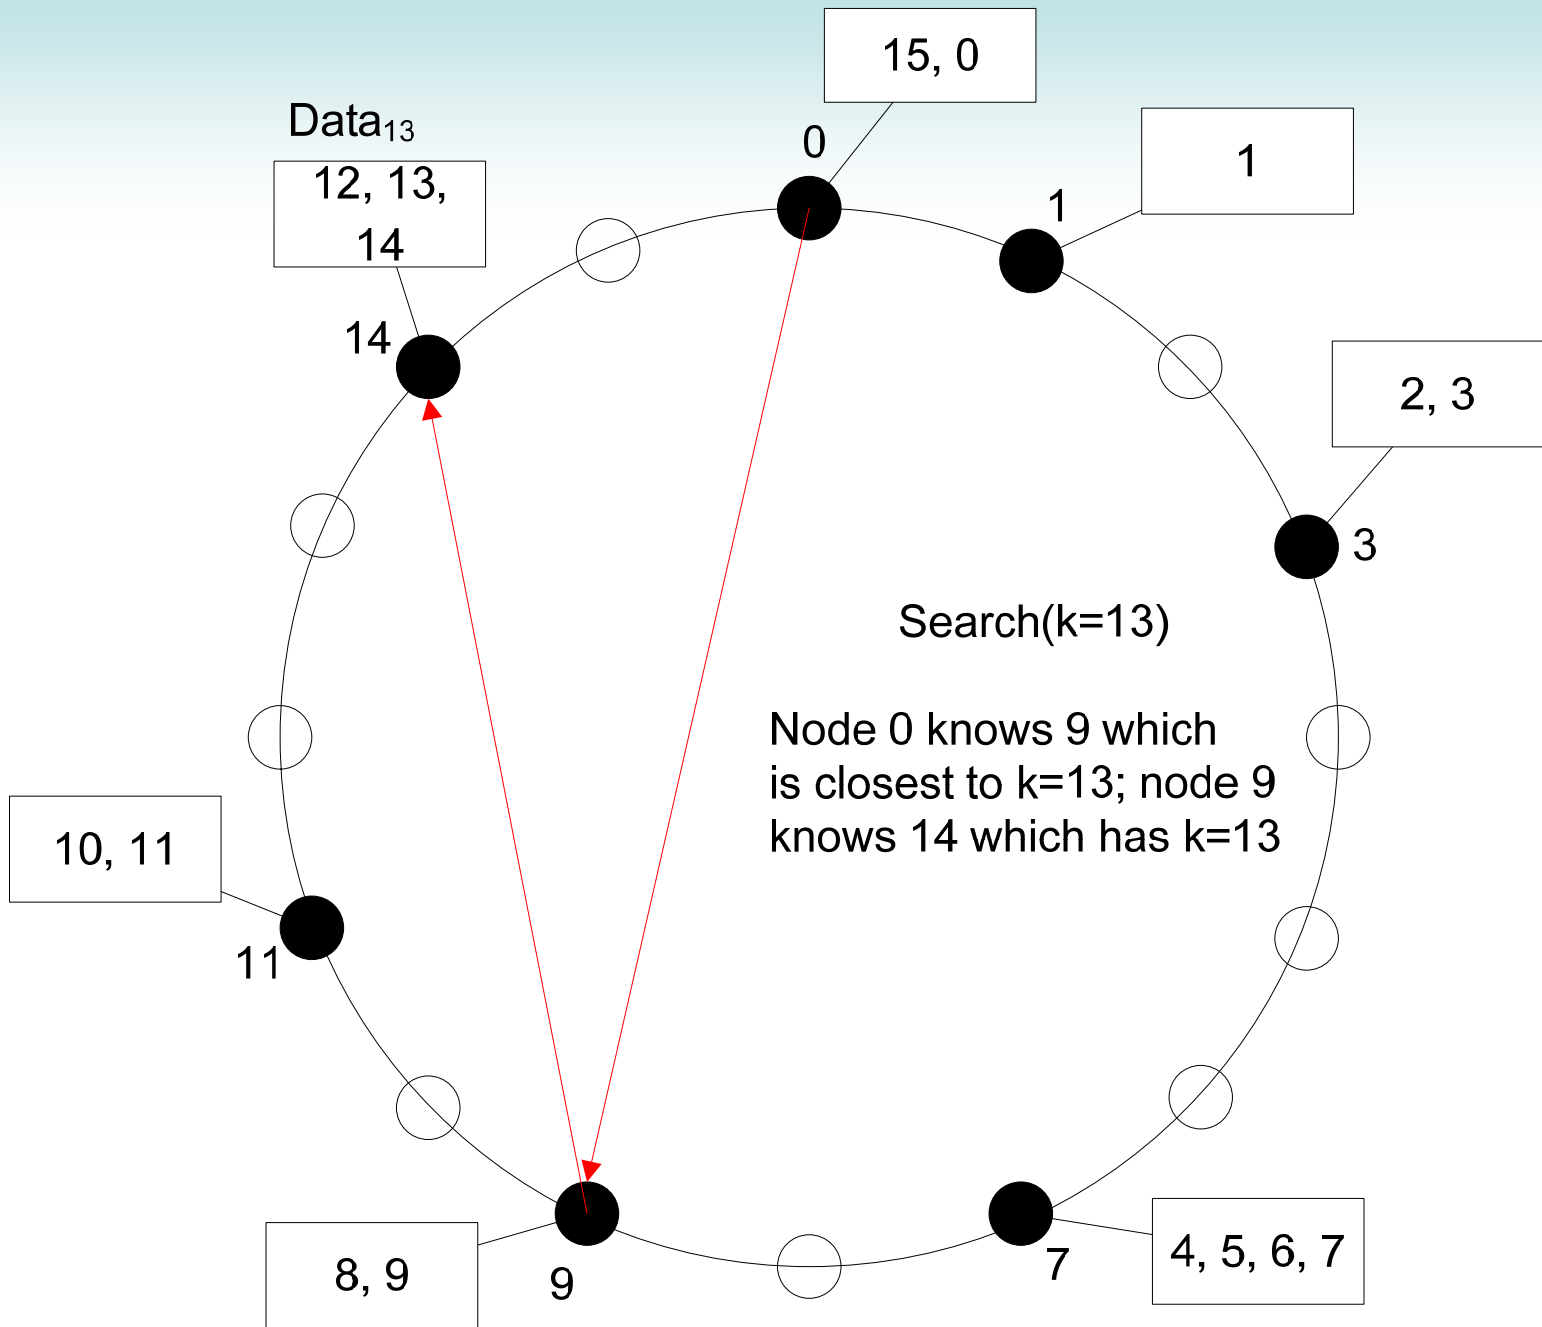 15, 0
Data₁₃
0
1
12, 13,
14
1
14
2, 3
3
Search(k=13)
Node 0 knows 9 which
is closest to k=13; node 9
knows 14 which has k=13
10, 11
11
8, 9
9
7
4, 5, 6, 7